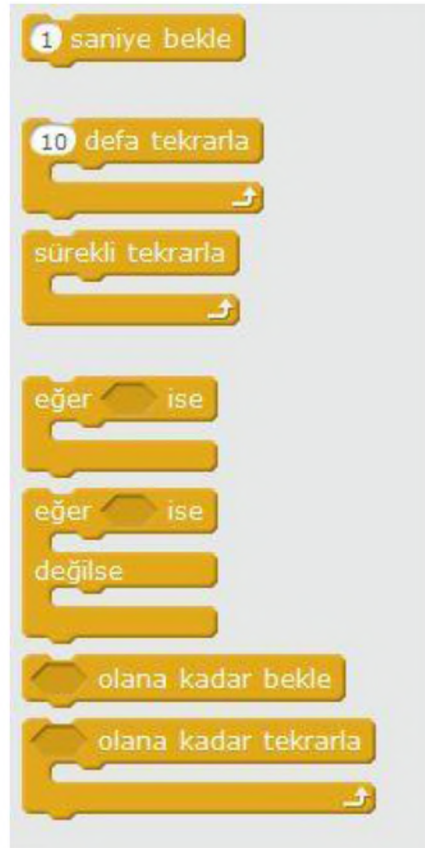 1 saniye bekle
10 defa tekrarla
sürekli tekrarla
eğer ise
eğer ise
değilse
olana kadar bekle
olana kadar tekrarla